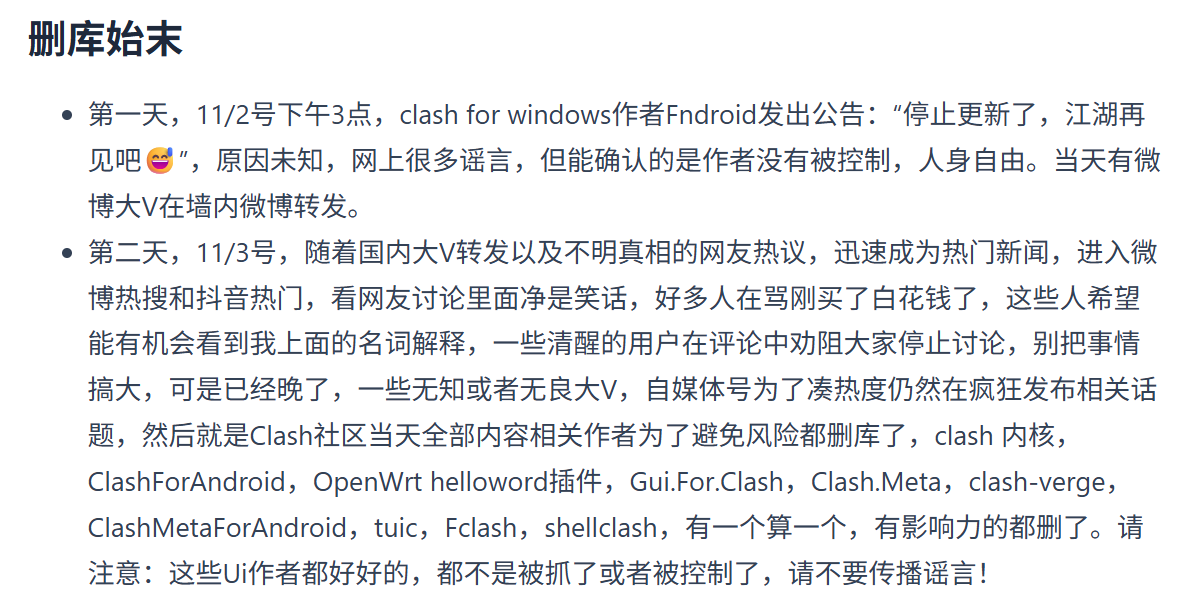 删库始末
• 第一天，11/2号下午3点，clash for windows作者Fndroid发出公告：“停止更新了，江湖再
见吧😅”，原因未知，网上很多谣言，但能确认的是作者没有被控制，人身自由。当天有微
博大V在墙内微博转发。
• 第二天，11/3号，随着国内大V转发以及不明真相的网友热议，迅速成为热门新闻，进入微
博热搜和抖音热门，看网友讨论里面净是笑话，好多人在骂刚买了白花钱了，这些人希望
能有机会看到我上面的名词解释，一些清醒的用户在评论中劝阻大家停止讨论，别把事情
搞大，可是已经晚了，一些无知或者无良大V，自媒体号为了凑热度仍然在疯狂发布相关话
题，然后就是Clash社区当天全部内容相关作者为了避免风险都删库了，clash 内核，
ClashForAndroid，OpenWrt helloword插件，Gui.For.Clash，Clash.Meta，clash-verge，
ClashMetaForAndroid，tuic，Fclash，shellclash，有一个算一个，有影响力的都删了。请
注意：这些Ui作者都好好的，都不是被抓了或者被控制了，请不要传播谣言！